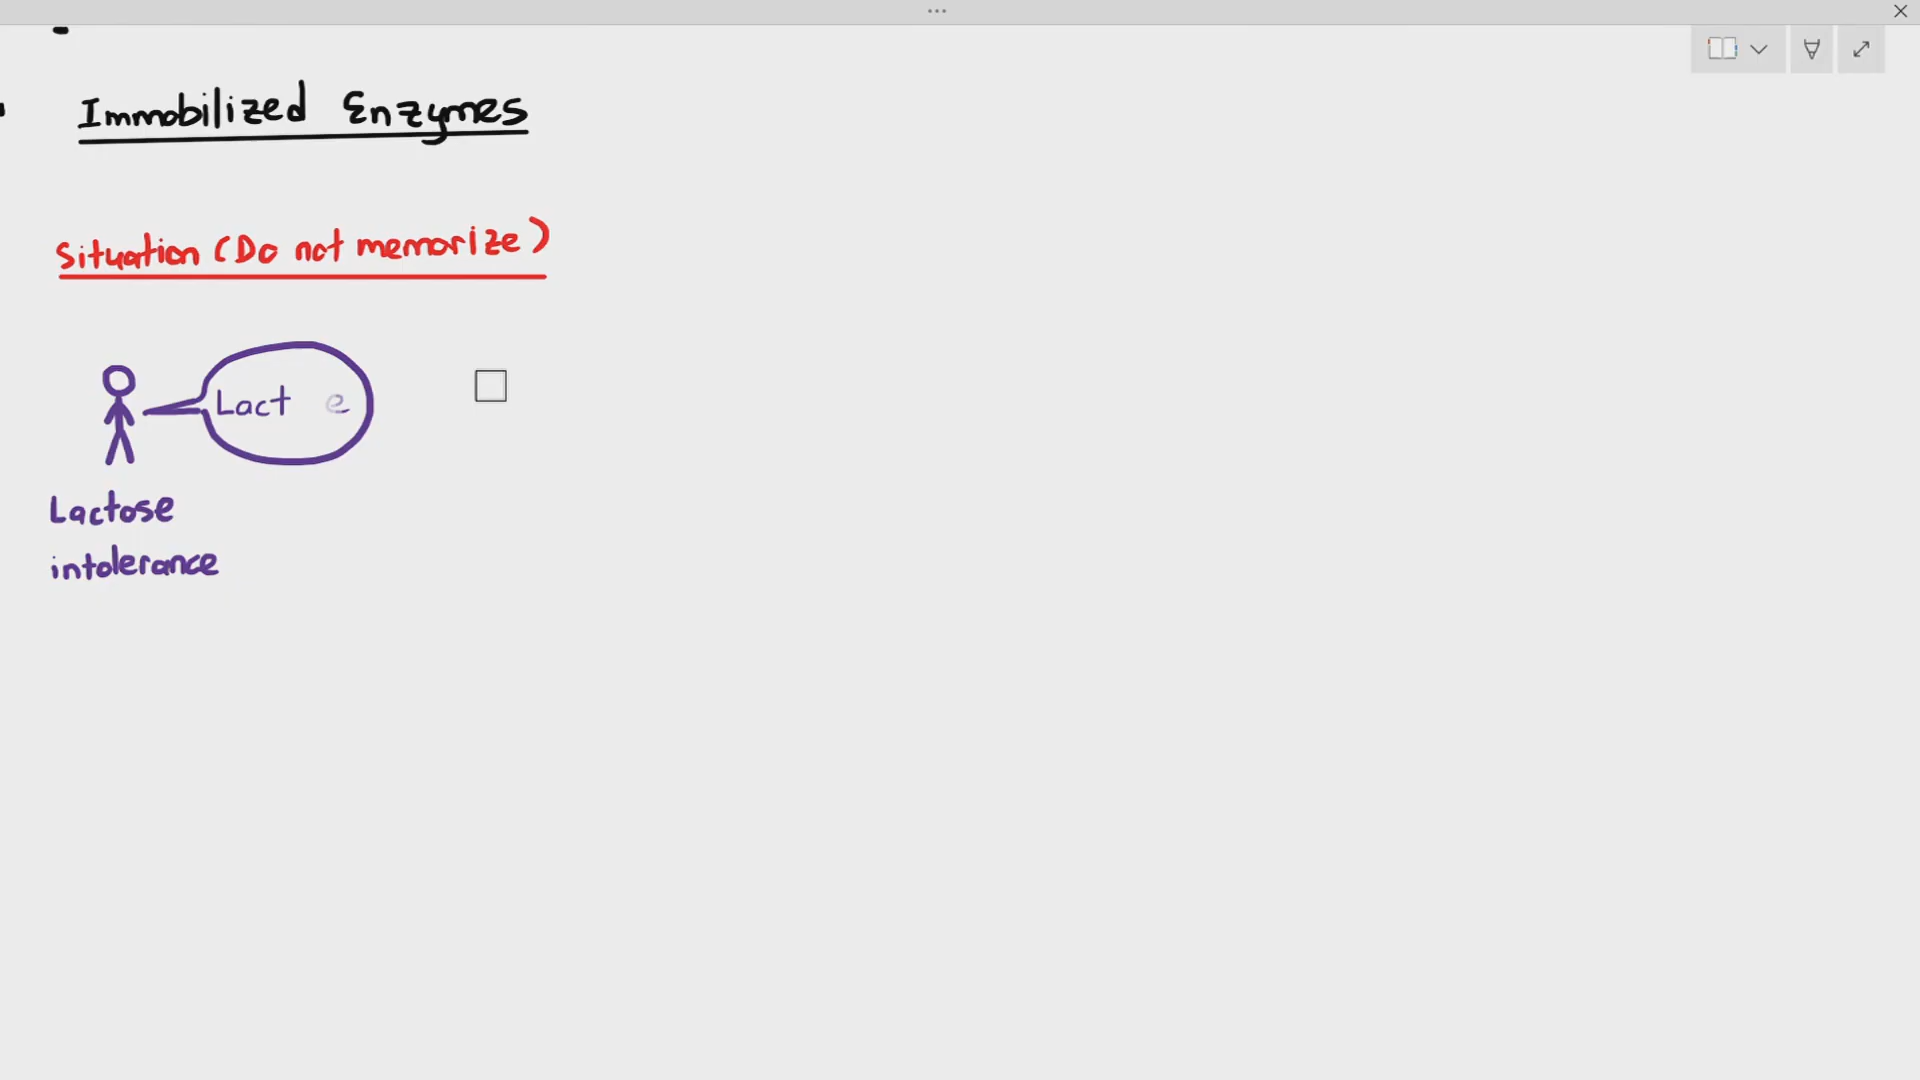 Immobilized Enzymes
Situation (Do not memorize)
Lact e
Lactose
intolerance